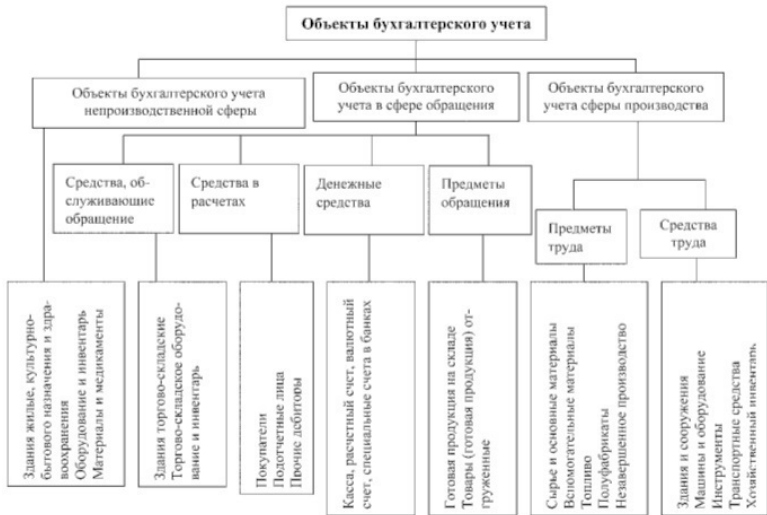 Объекты бухгалтерского учета
Объекты бухгалтерского учета
непроизводственной сферы
Объекты бухгалтерского
учета в сфере обращения
Объекты бухгалтерского
учета сферы производства
Средства, об-
служивающие
обращение
Средства в
расчетах
Денежные
средства
Предметы
обращения
Предметы
труда
Средства
труда
Здания жилые, культурно-
бытового назначения и здра-
воохранения
Оборудование и инвентарь
Материалы и медикаменты
Здания торгово-складские
Торгово-складское оборудо-
вание и инвентарь
Покупатели
Подотчетные лица
Прочие дебиторы
Касса, расчетный счет, валютный
счет, специальные счета в банках
Готовая продукция на складе
Товары (готовая продукция) от-
груженные
Сырье и основные материалы
Вспомогательные материалы
Топливо
Полуфабрикаты
Незавершенное производство
Здания и сооружения
Машины и оборудование
Инструменты
Транспортные средства
Хозяйственный инвентарь